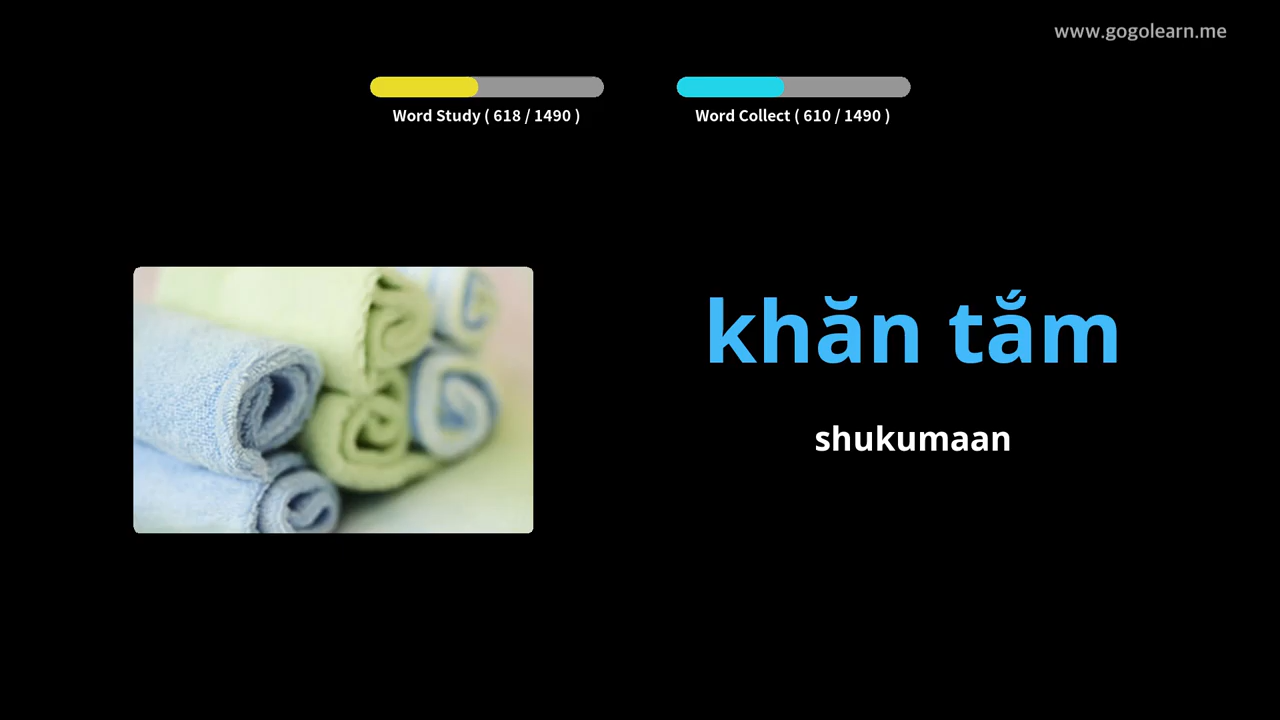 www.gogolearn.me
Word Study ( 618 / 1490 )
Word Collect ( 610 / 1490 )
khăn tắm
shukumaan